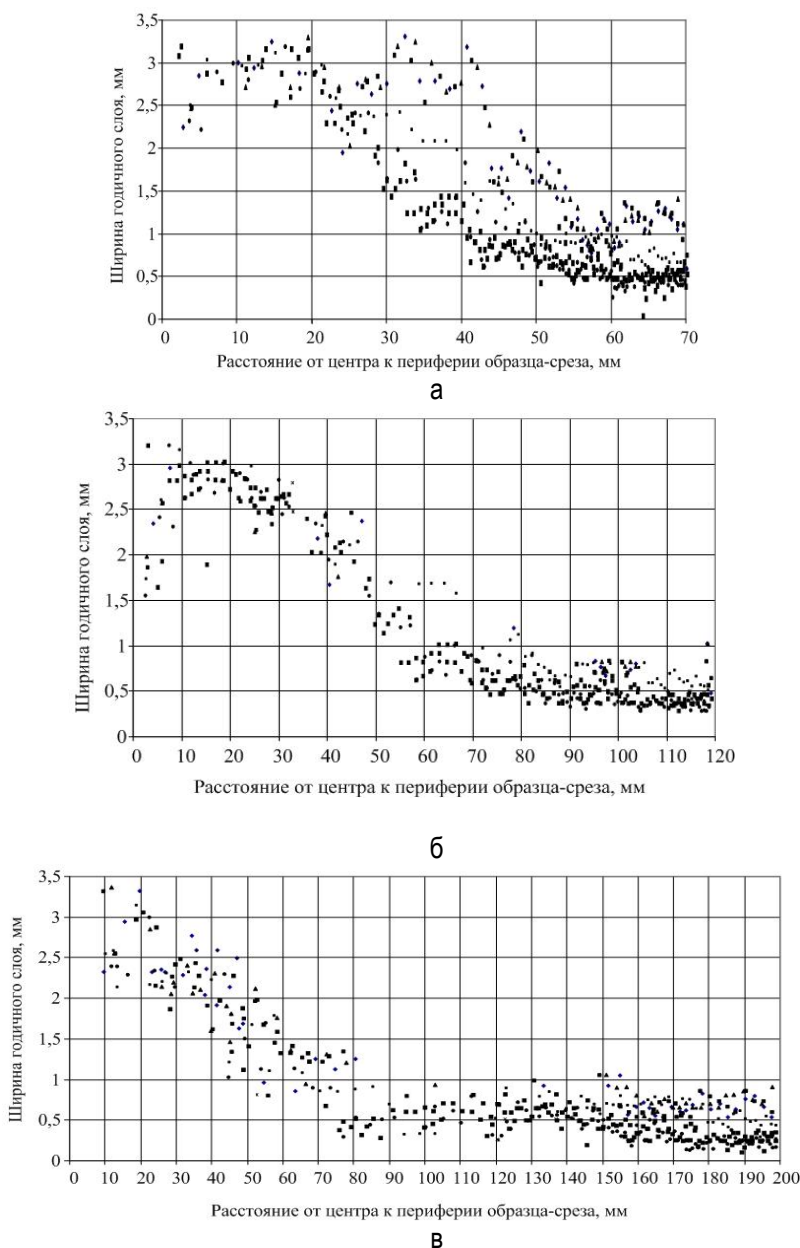 3,5
3
2,5
2
1,5
1
0,5
0
Ширина годичного слоя, мм
0 10 20 30 40 50 60 70
Расстояние от центра к периферии образца-среза, мм
а
3,5
3
2,5
2
1,5
1
0,5
0
Ширина годичного слоя, мм
0 10 20 30 40 50 60 70 80 90 100 110 120
Расстояние от центра к периферии образца-среза, мм
б
3,5
3
2,5
2
1,5
1
0,5
0
Ширина годичного слоя, мм
0 10 20 30 40 50 60 70 80 90 100 110 120 130 140 150 160 170 180 190 200
Расстояние от центра к периферии образца-среза, мм
в